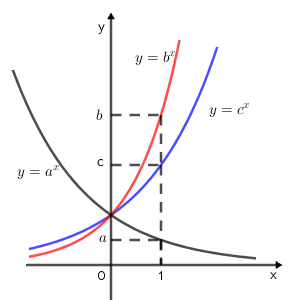 y
y = b^x
b
y = c^x
c
y = a^x
a
0
1
x